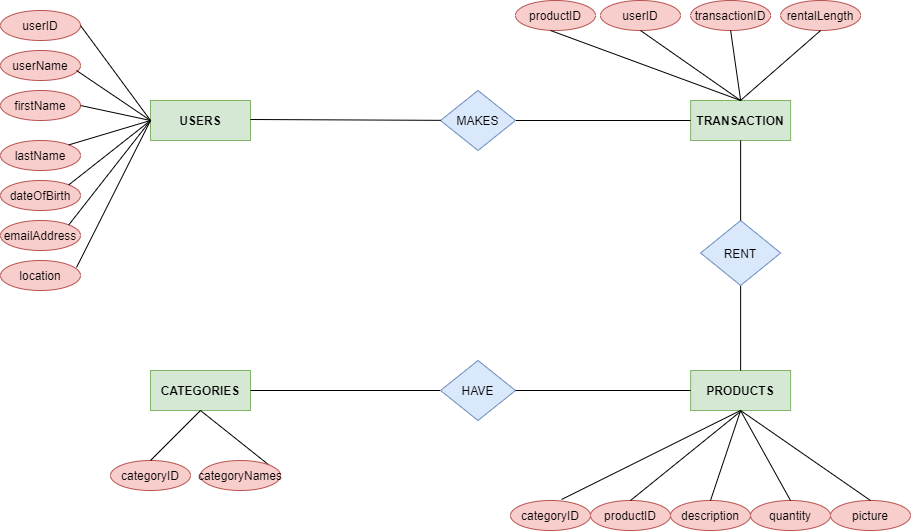 productID
userID
transactionID
rentalLength
userID
userName
firstName
lastName
dateOfBirth
emailAddress
location
USERS
MAKES
TRANSACTION
RENT
CATEGORIES
HAVE
PRODUCTS
categoryID
categoryNames
categoryID
productID
description
quantity
picture